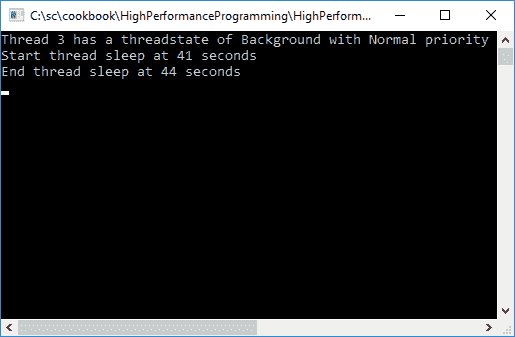 C:\sc\cookbook\HighPerformanceProgramming\HighPerform...
Thread 3 has a threadstate of Background with Normal priority
Start thread sleep at 41 seconds
End thread sleep at 44 seconds